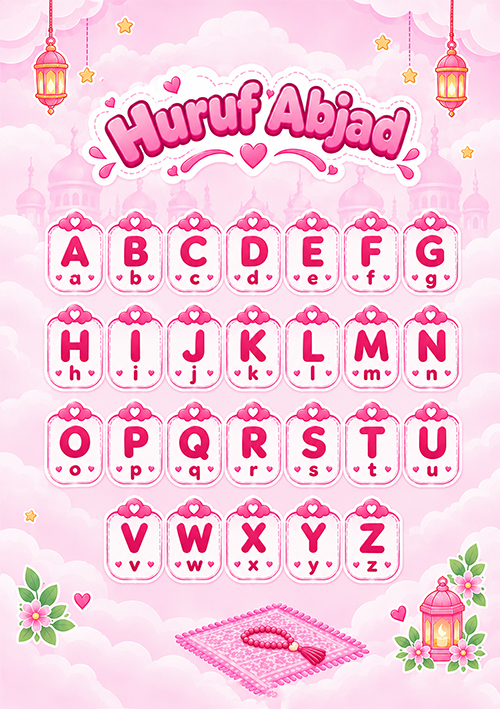 Huruf Abjad
A B C D E F G
a b c d e f g
H I J K L M N
h i j k l m n
O P Q R S T U
o p q r s t u
V W X Y Z
v w x y z